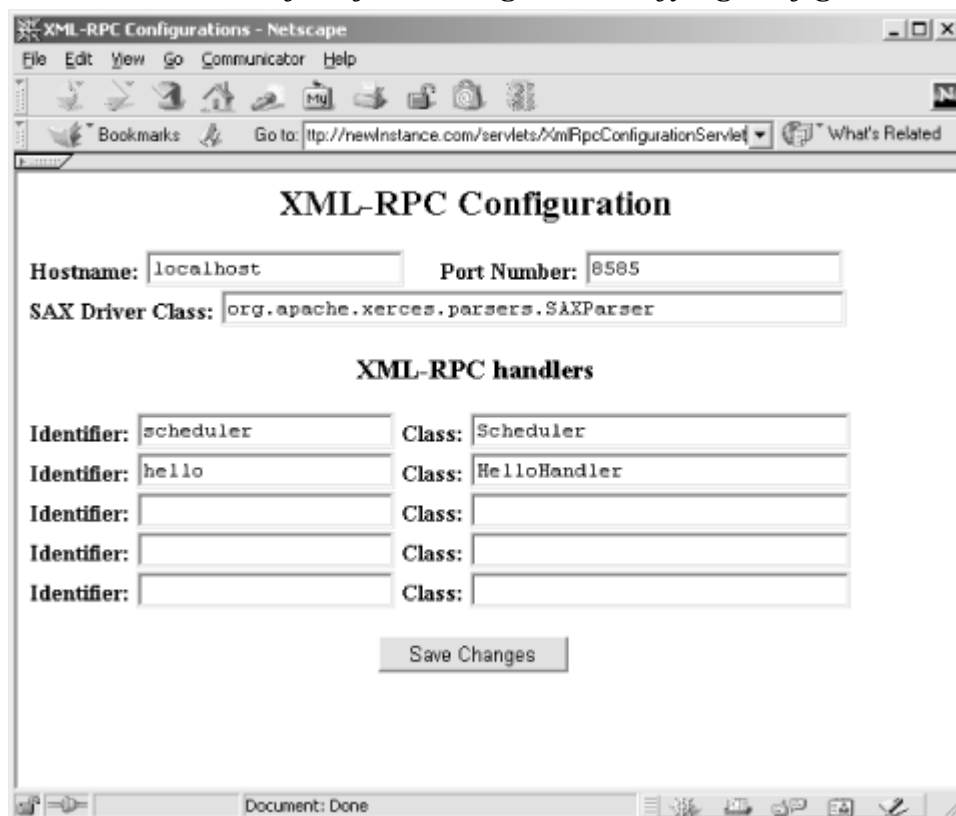 XML-RPC Configurations - Netscape
File Edit View Go Communicator Help
My
N
Bookmarks Go to: ttp://newInstance.com/servlets/XmlRpcConfigurationServlet What's Related
XML-RPC Configuration
Hostname: localhost Port Number: 8585
SAX Driver Class: org.apache.xerces.parsers.SAXParser
XML-RPC handlers
Identifier: scheduler Class: Scheduler
Identifier: hello Class: HelloHandler
Identifier: Class:
Identifier: Class:
Identifier: Class:
Save Changes
Document: Done